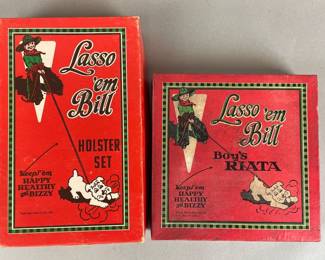 Lasso 'em
Bill
HOLSTER
SET
Keeps 'em
HAPPY
HEALTHY
and BIZZY
Lasso 'em
Bill
Boy's
RIATA
Keeps 'em
HAPPY
HEALTHY
and BIZZY